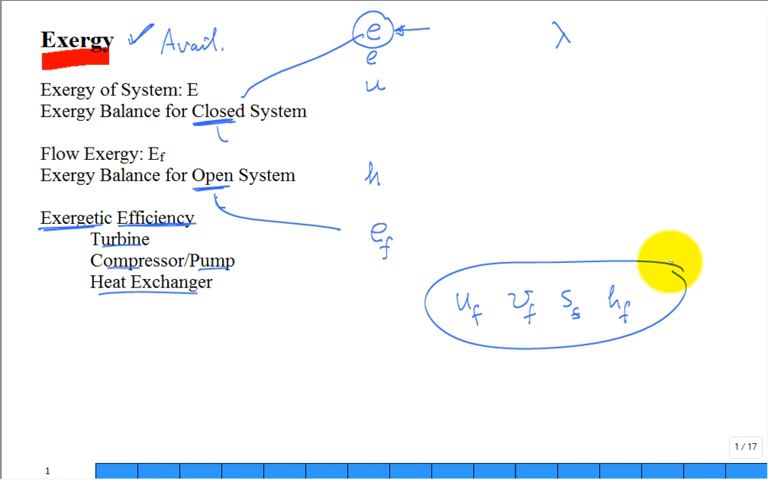 Exergy ✓ Avail.
e
λ
e
u
Exergy of System: E
Exergy Balance for Closed System
Flow Exergy: Ef
Exergy Balance for Open System
h
Exergetic Efficiency
ef
Turbine
Compressor/Pump
Heat Exchanger
uf vf sf hf
1 / 17
1